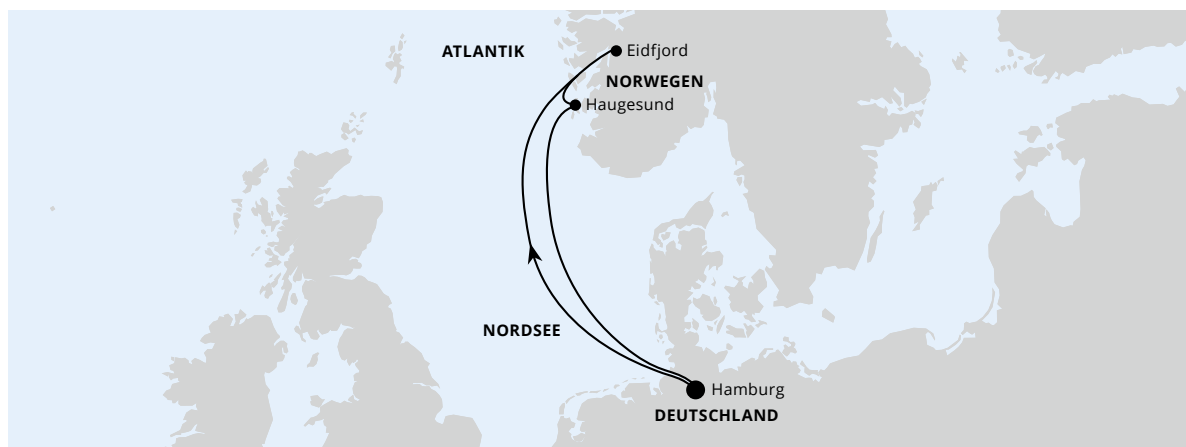 ATLANTIK
Eidfjord
NORWEGEN
Haugesund
NORDSEE
Hamburg
DEUTSCHLAND